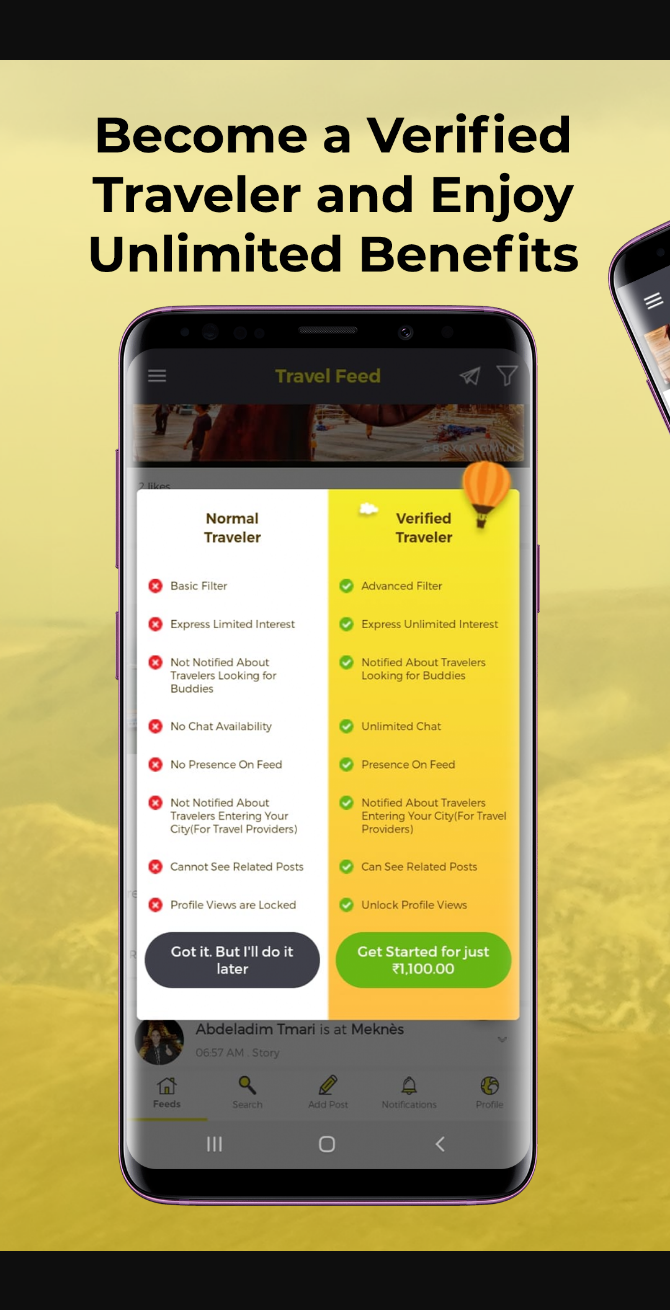 Become a Verified
Traveler and Enjoy
Unlimited Benefits
Travel Feed
2 likes
Normal
Traveler
Basic Filter
Express Limited Interest
Not Notified About
Travelers Looking for
Buddies
No Chat Availability
No Presence On Feed
Not Notified About
Travelers Entering Your
City(For Travel Providers)
Cannot See Related Posts
Profile Views are Locked
Got it. But I'll do it
later
Verified
Traveler
Advanced Filter
Express Unlimited Interest
Notified About Travelers
Looking for Buddies
Unlimited Chat
Presence On Feed
Notified About Travelers
Entering Your City(For Travel
Providers)
Can See Related Posts
Unlock Profile Views
Get Started for just
₹1,100.00
Abdeladim Tmari is at Meknès
06:57 AM . Story
Feeds
Search
Add Post
Notifications
Profile